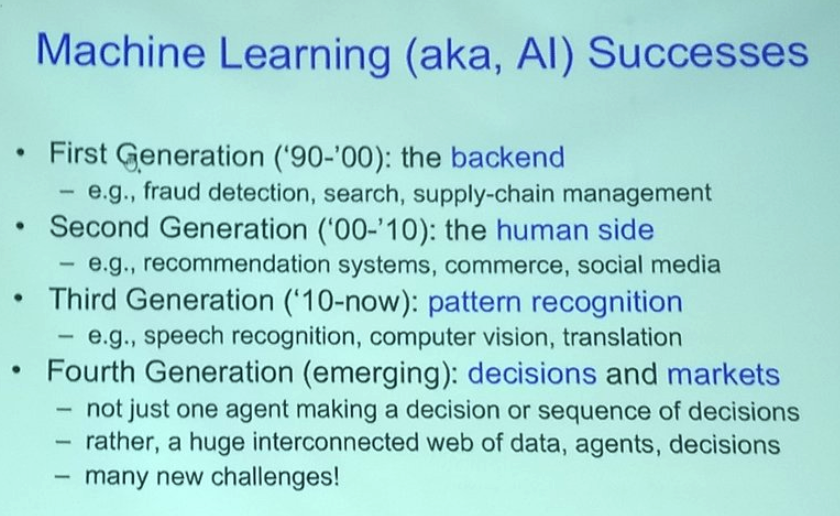 Machine Learning (aka, AI) Successes
• First Generation (‘90-’00): the backend
– e.g., fraud detection, search, supply-chain management
• Second Generation (‘00-’10): the human side
– e.g., recommendation systems, commerce, social media
• Third Generation (‘10-now): pattern recognition
– e.g., speech recognition, computer vision, translation
• Fourth Generation (emerging): decisions and markets
– not just one agent making a decision or sequence of decisions
– rather, a huge interconnected web of data, agents, decisions
– many new challenges!